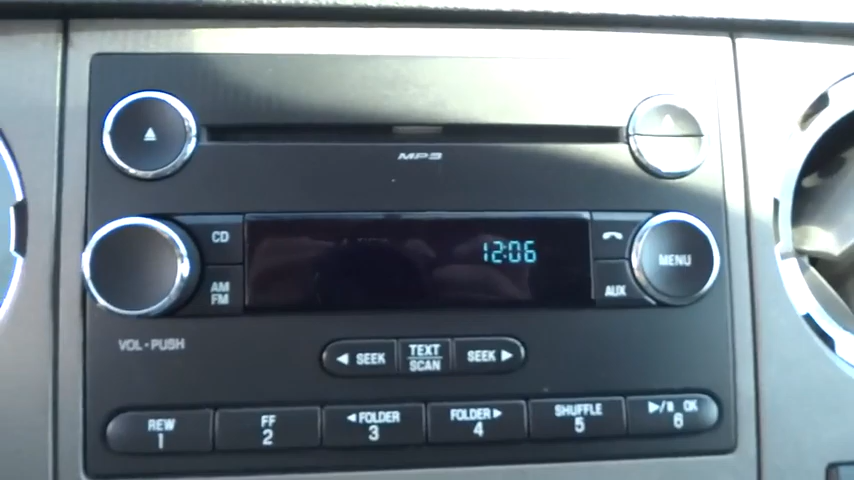 MP3
CD
12:06
MENU
AM
FM
AUX
VOL - PUSH
◄ SEEK
TEXT
SCAN
SEEK ►
REW
1
FF
2
◄FOLDER
3
FOLDER►
4
SHUFFLE
5
►/II OK
6